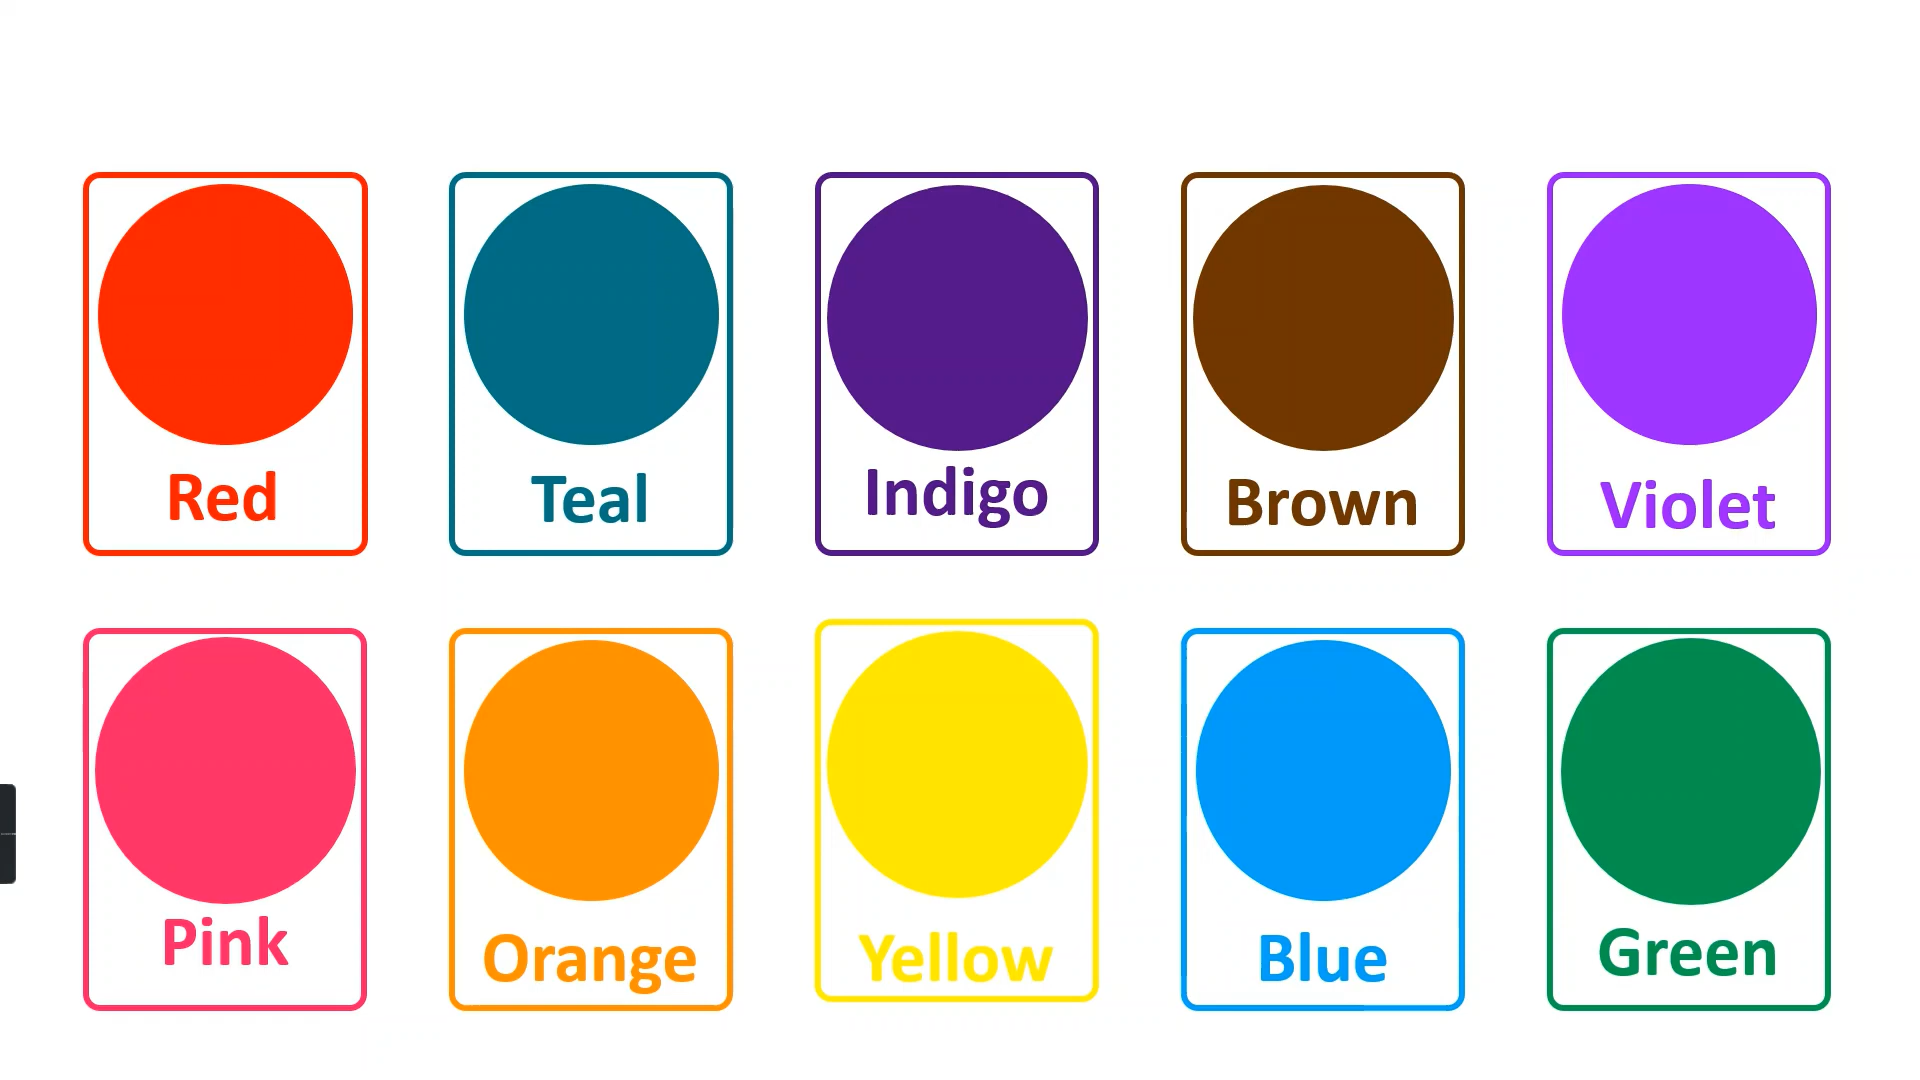 Red
Teal
Indigo
Brown
Violet
Pink
Orange
Yellow
Blue
Green